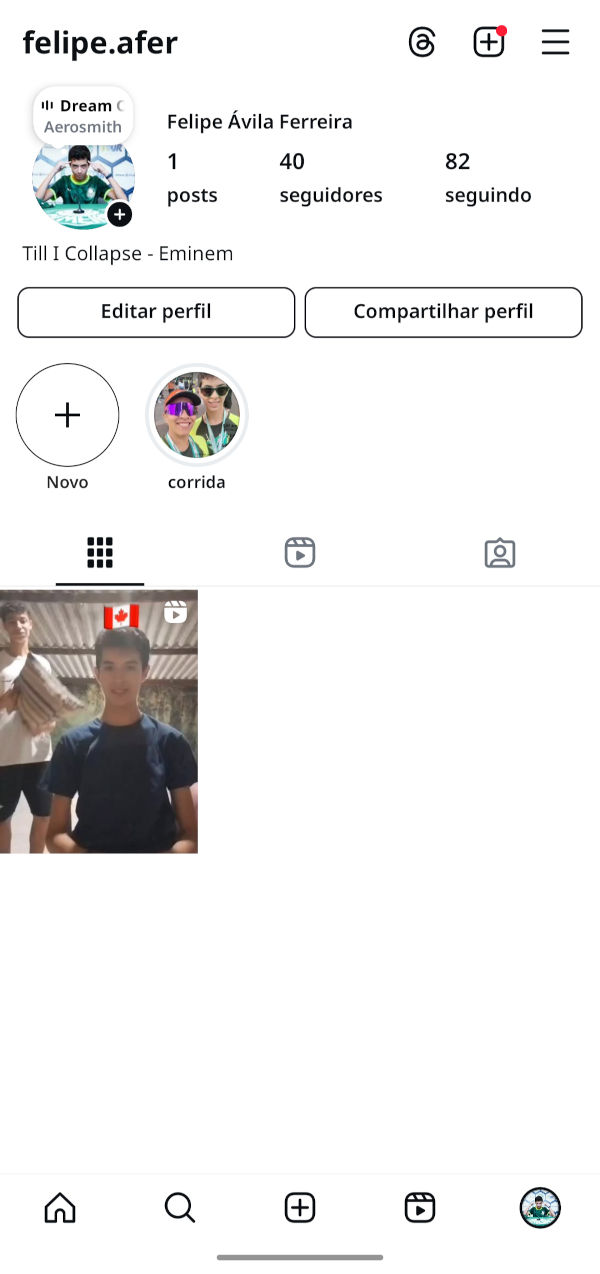 felipe.afer
Dream
Aerosmith
Felipe Ávila Ferreira
1 40 82
posts seguidores seguindo
Till I Collapse - Eminem
Editar perfil Compartilhar perfil
Novo corrida